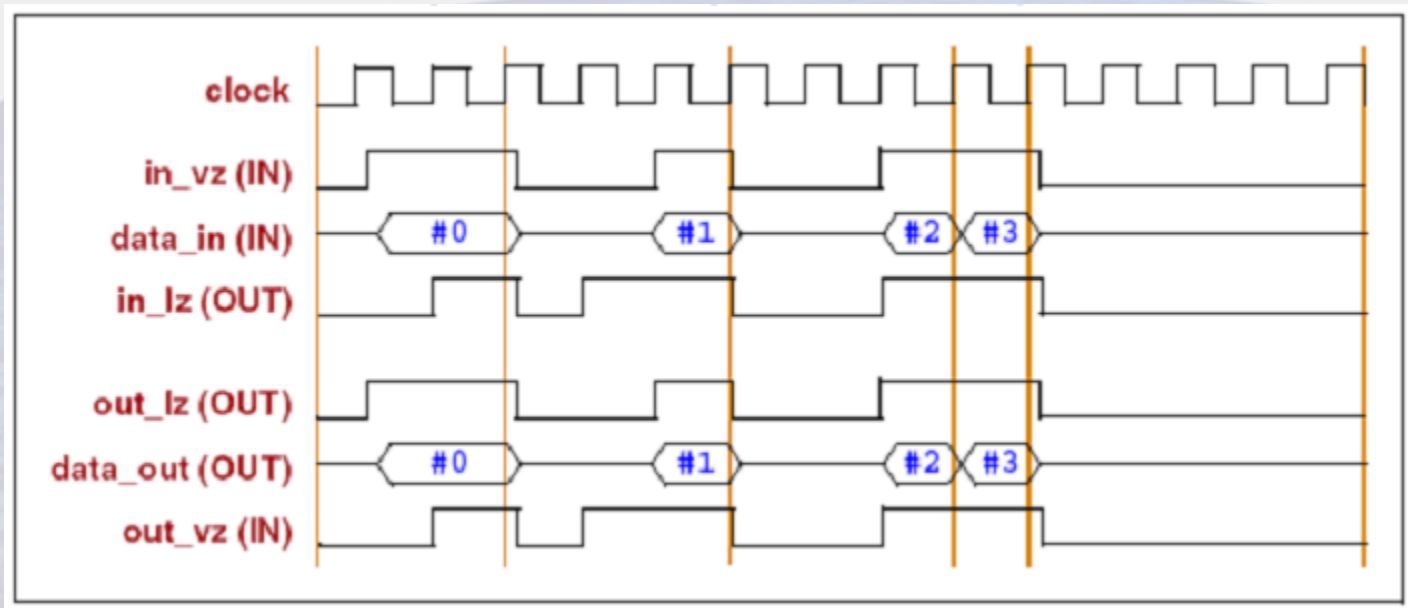 clock
in_vz (IN)
data_in (IN) #0 #1 #2 #3
in_lz (OUT)
out_lz (OUT)
data_out (OUT) #0 #1 #2 #3
out_vz (IN)